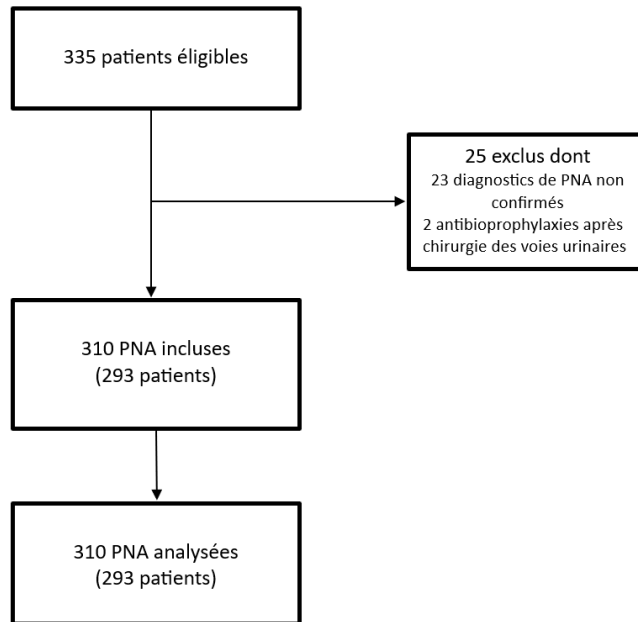 335 patients éligibles
25 exclus dont
23 diagnostics de PNA non
confirmés
2 antibioprophylaxies après
chirurgie des voies urinaires
310 PNA incluses
(293 patients)
310 PNA analysées
(293 patients)